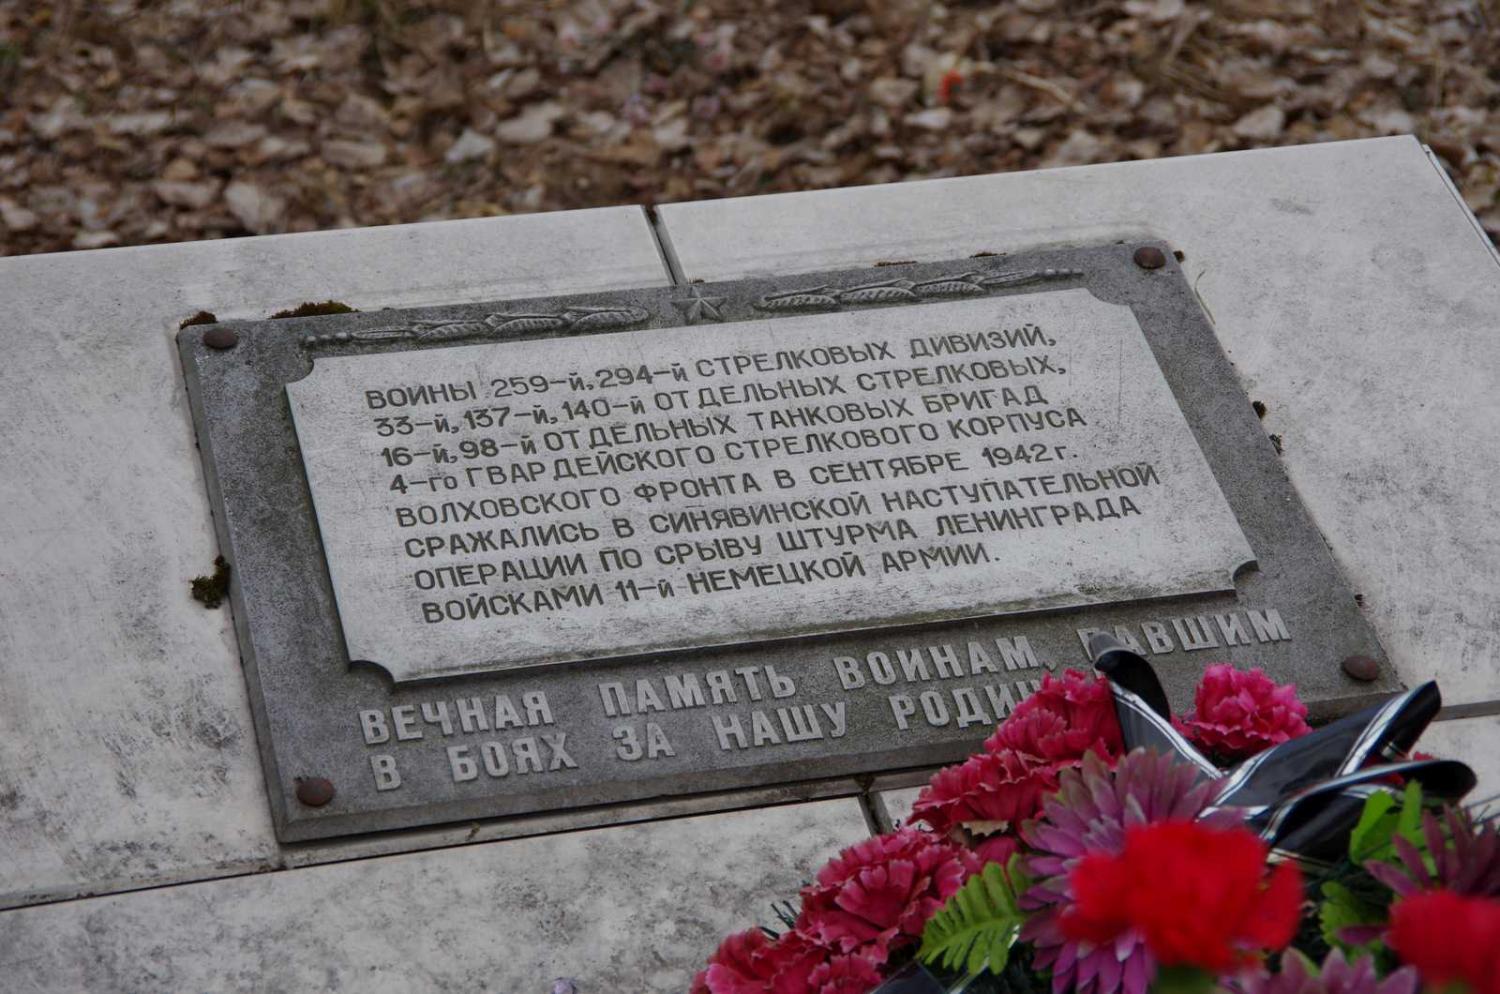 ВОИНЫ 259-й, 294-й СТРЕЛКОВЫХ ДИВИЗИЙ,
33-й, 137-й, 140-й ОТДЕЛЬНЫХ СТРЕЛКОВЫХ,
16-й, 98-й ОТДЕЛЬНЫХ ТАНКОВЫХ БРИГАД
4-го ГВАРДЕЙСКОГО СТРЕЛКОВОГО КОРПУСА
ВОЛХОВСКОГО ФРОНТА В СЕНТЯБРЕ 1942 г.
СРАЖАЛИСЬ В СИНЯВИНСКОЙ НАСТУПАТЕЛЬНОЙ
ОПЕРАЦИИ ПО СРЫВУ ШТУРМА ЛЕНИНГРАДА
ВОЙСКАМИ 11-й НЕМЕЦКОЙ АРМИИ.
ВЕЧНАЯ ПАМЯТЬ ВОИНАМ, ПАВШИМ
В БОЯХ ЗА НАШУ